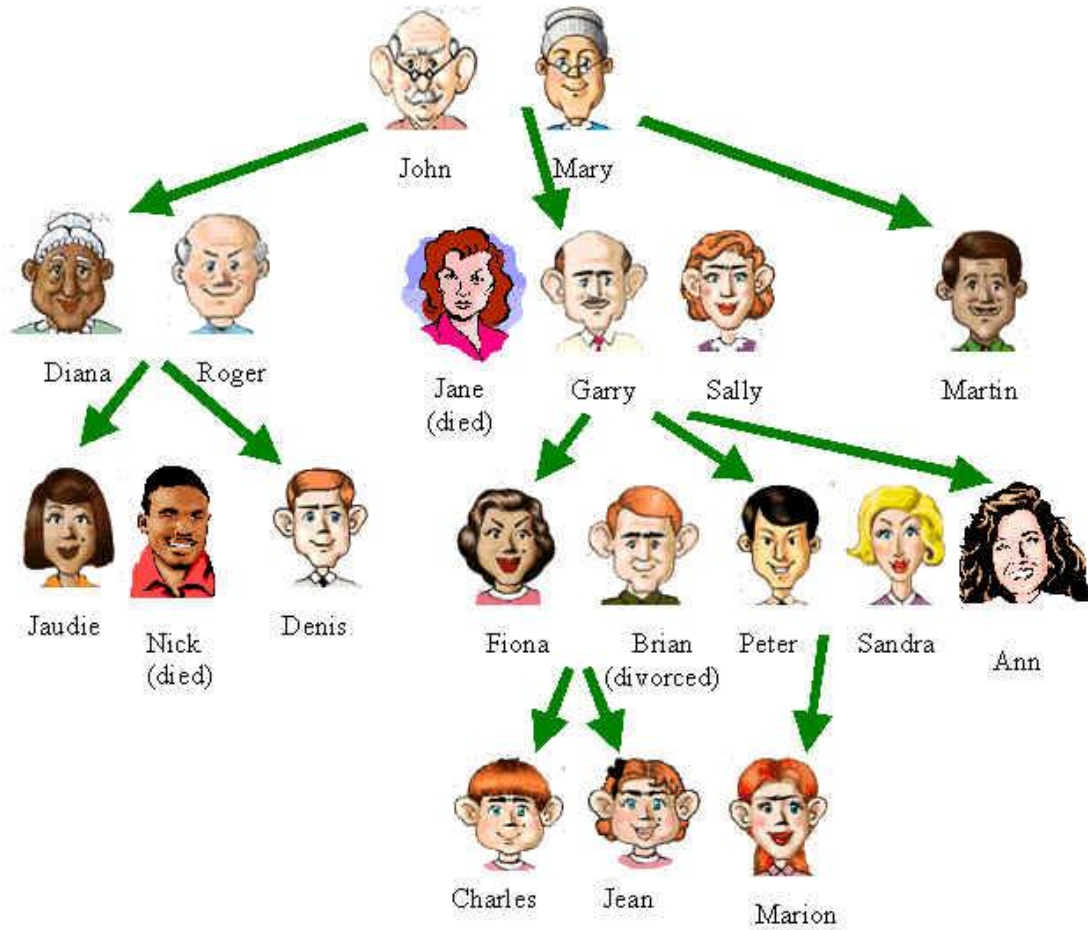 John
Mary
Diana
Roger
Jane
(died)
Garry
Sally
Martin
Jaudie
Nick
(died)
Denis
Fiona
Brian
(divorced)
Peter
Sandra
Ann
Charles
Jean
Marion